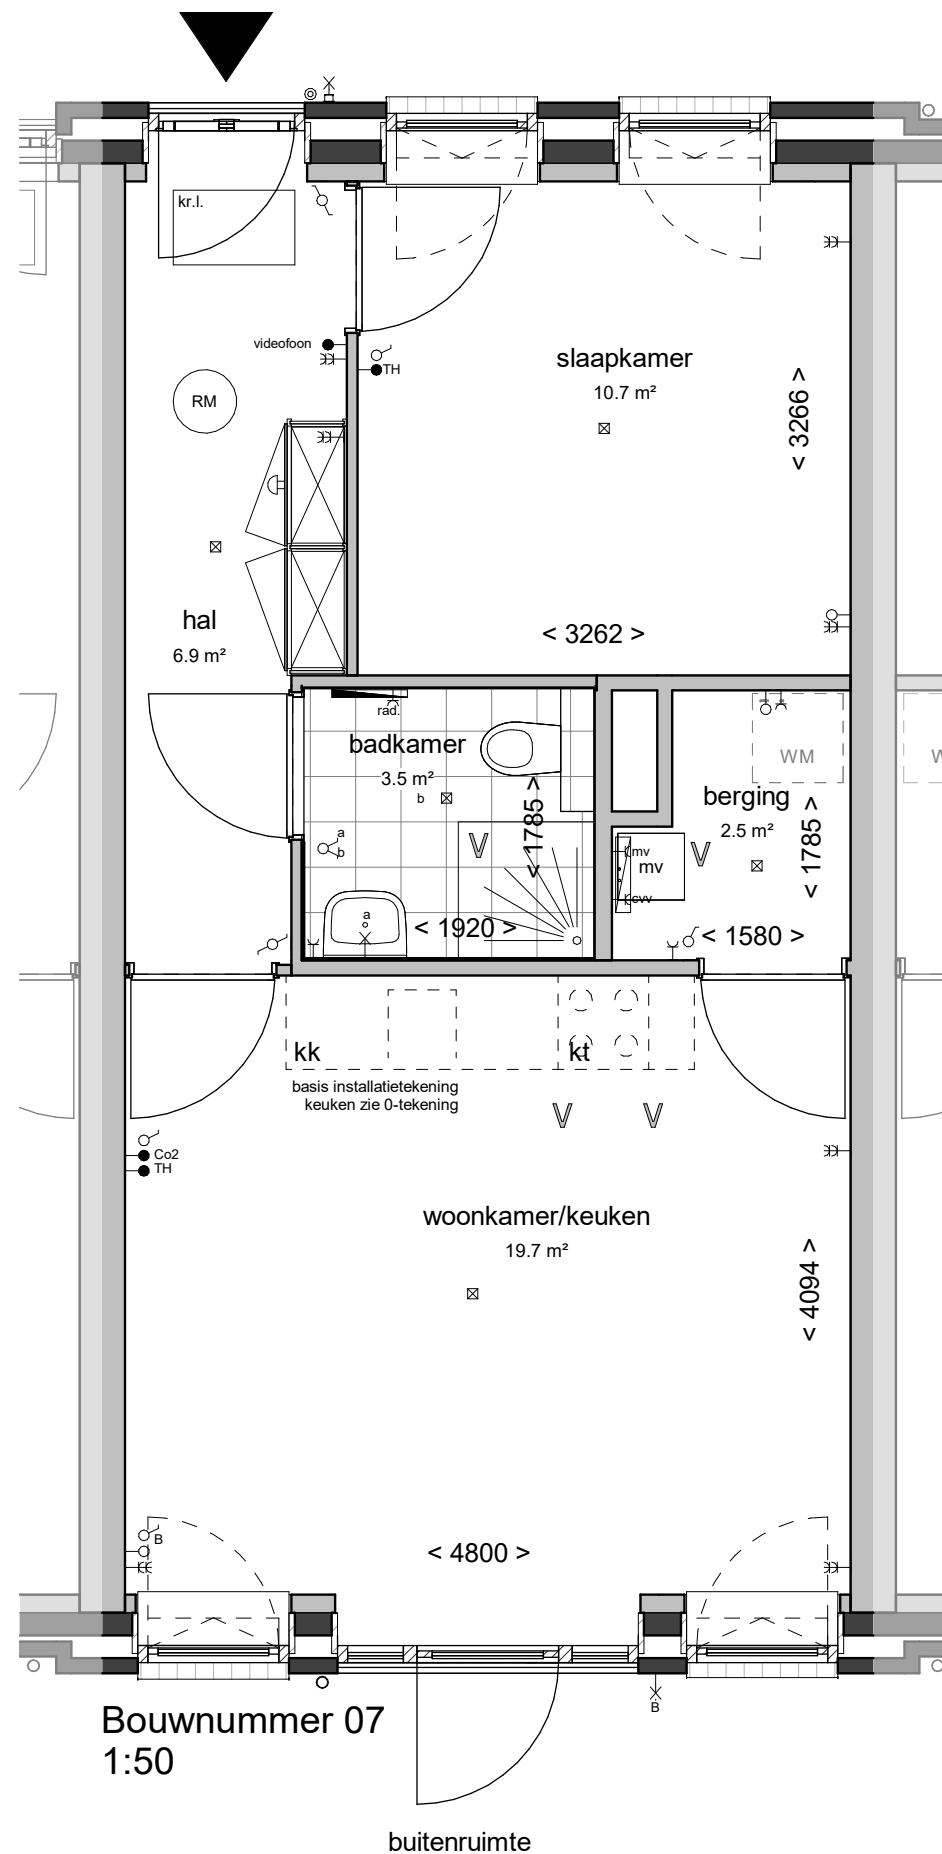 kr.l.
videofoon
TH
RM
slaapkamer
10.7 m²
< 3266 >
hal
6.9 m²
< 3262 >
rad.
badkamer
3.5 m²
b
a
b
< 1785 >
a
< 1920 >
WM
berging
2.5 m²
< 1785 >
mv
mv
cvv
< 1580 >
kk
kt
basis installatietekening
keuken zie 0-tekening
Co2
TH
woonkamer/keuken
19.7 m²
< 4094 >
B
< 4800 >
B
Bouwnummer 07
1:50
buitenruimte